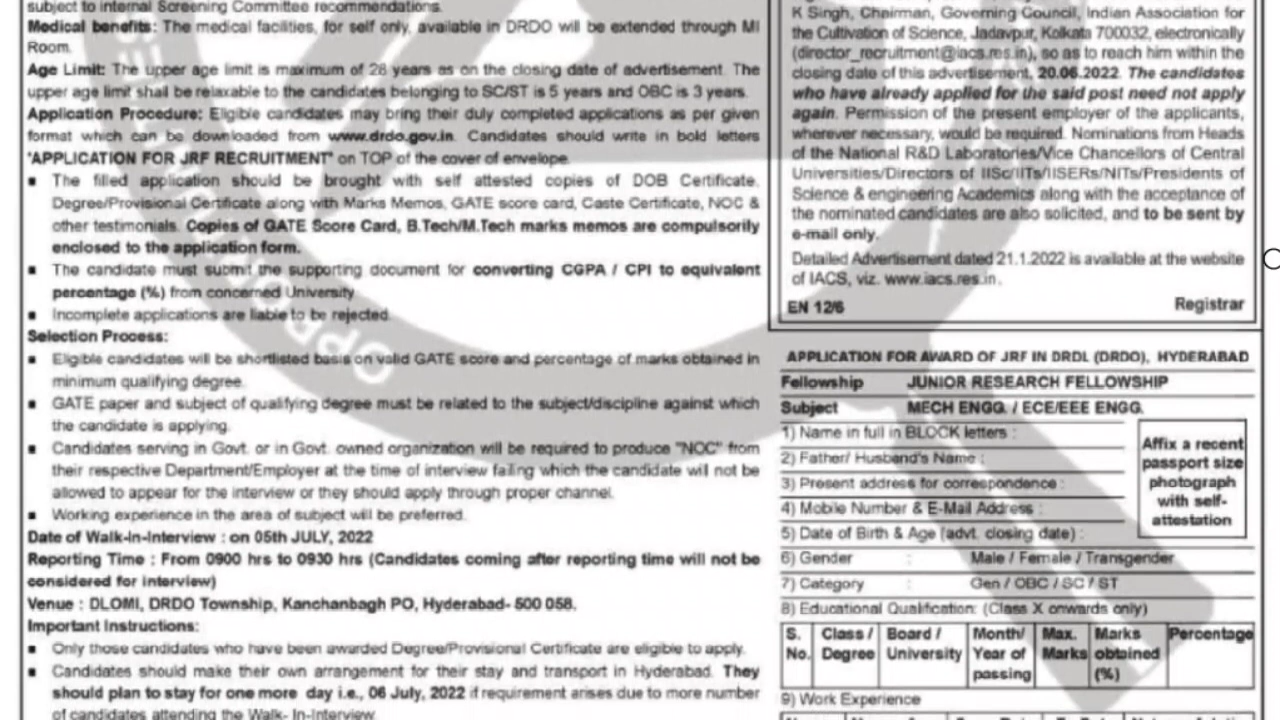 subject to internal Screening Committee recommendations.
Medical benefits: The medical facilities, for self only, available in DRDO will be extended through MI
Room.
Age Limit: The upper age limit is maximum of 28 years as on the closing date of advertisement. The
upper age limit shall be relaxable to the candidates belonging to SC/ST is 5 years and OBC is 3 years.
Application Procedure: Eligible candidates may bring their duly completed applications as per given
format which can be downloaded from www.drdo.gov.in. Candidates should write in bold letters
'APPLICATION FOR JRF RECRUITMENT' on TOP of the cover of envelope.
▪ The filled application should be brought with self attested copies of DOB Certificate,
Degree/Provisional Certificate along with Marks Memos, GATE score card, Caste Certificate, NOC &
other testimonials. Copies of GATE Score Card, B.Tech/M.Tech marks memos are compulsorily
enclosed to the application form.
▪ The candidate must submit the supporting document for converting CGPA / CPI to equivalent
percentage (%) from concerned University
▪ Incomplete applications are liable to be rejected.
Selection Process:
▪ Eligible candidates will be shortlisted basis on valid GATE score and percentage of marks obtained in
minimum qualifying degree.
▪ GATE paper and subject of qualifying degree must be related to the subject/discipline against which
the candidate is applying.
▪ Candidates serving in Govt. or in Govt. owned organization will be required to produce "NOC" from
their respective Department/Employer at the time of interview failing which the candidate will not be
allowed to appear for the interview or they should apply through proper channel.
▪ Working experience in the area of subject will be preferred.
Date of Walk-In-Interview : on 05th JULY, 2022
Reporting Time : From 0900 hrs to 0930 hrs (Candidates coming after reporting time will not be
considered for interview)
Venue : DLOMI, DRDO Township, Kanchanbagh PO, Hyderabad- 500 058.
Important Instructions:
▪ Only those candidates who have been awarded Degree/Provisional Certificate are eligible to apply.
▪ Candidates should make their own arrangement for their stay and transport in Hyderabad. They
should plan to stay for one more day i.e., 06 July, 2022 if requirement arises due to more number
of candidates attending the Walk- In-Interview.
K Singh, Chairman, Governing Council, Indian Association for
the Cultivation of Science, Jadavpur, Kolkata 700032, electronically
(director_recruitment@iacs.res.in), so as to reach him within the
closing date of this advertisement, 20.06.2022. The candidates
who have already applied for the said post need not apply
again. Permission of the present employer of the applicants,
wherever necessary, would be required. Nominations from Heads
of the National R&D Laboratories/Vice Chancellors of Central
Universities/Directors of IISc/IITs/IISERs/NITs/Presidents of
Science & engineering Academics along with the acceptance of
the nominated candidates are also solicited, and to be sent by
e-mail only.
Detailed Advertisement dated 21.1.2022 is available at the website
of IACS, viz. www.iacs.res.in.
EN 12/6 Registrar
APPLICATION FOR AWARD OF JRF IN DRDL (DRDO), HYDERABAD
Fellowship JUNIOR RESEARCH FELLOWSHIP
Subject MECH ENGG. / ECE/EEE ENGG.
1) Name in full in BLOCK letters :
2) Father/ Husband's Name :
3) Present address for correspondence :
4) Mobile Number & E-Mail Address :
5) Date of Birth & Age (advt. closing date) :
Affix a recent
passport size
photograph
with self-
attestation
6) Gender : Male / Female / Transgender
7) Category : Gen / OBC / SC / ST
8) Educational Qualification: (Class X onwards only)
S. No. Class / Degree Board / University Month/ Year of passing Max. Marks Marks obtained (%) Percentage
9) Work Experience